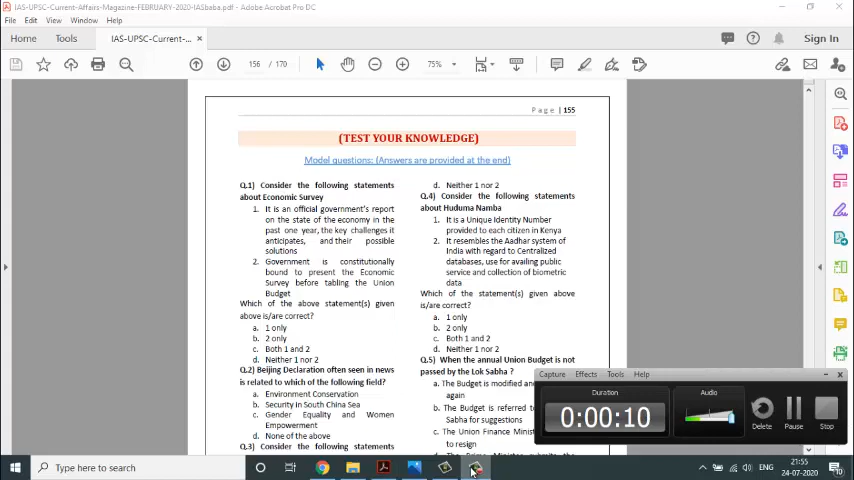 IAS-UPSC-Current-Affairs-Magazine-FEBRUARY-2020-IASbaba.pdf - Adobe Acrobat Pro DC
File Edit View Window Help
Home Tools IAS-UPSC-Current-... × Sign In
156 / 170 75%
Page | 155
(TEST YOUR KNOWLEDGE)
Model questions: (Answers are provided at the end)
Q.1) Consider the following statements
about Economic Survey
1. It is an official government's report
on the state of the economy in the
past one year, the key challenges it
anticipates, and their possible
solutions
2. Government is constitutionally
bound to present the Economic
Survey before tabling the Union
Budget
Which of the above statement(s) given
above is/are correct?
a. 1 only
b. 2 only
c. Both 1 and 2
d. Neither 1 nor 2
Q.2) Beijing Declaration often seen in news
is related to which of the following field?
a. Environment Conservation
b. Security in South China Sea
c. Gender Equality and Women
Empowerment
d. None of the above
Q.3) Consider the following statements
d. Neither 1 nor 2
Q.4) Consider the following statements
about Huduma Namba
1. It is a Unique Identity Number
provided to each citizen in Kenya
2. It resembles the Aadhar system of
India with regard to Centralized
databases, use for availing public
service and collection of biometric
data
Which of the statement(s) given above
is/are correct?
a. 1 only
b. 2 only
c. Both 1 and 2
d. Neither 1 nor 2
Q.5) When the annual Union Budget is not
passed by the Lok Sabha ?
a. The Budget is modified an
again
b. The Budget is referred t
Sabha for suggestions
c. The Union Finance Minist
to resign
d. The Prime Minister submits the
Capture Effects Tools Help
Duration
0:00:10
Audio
Delete Pause Stop
Type here to search
ENG
21:55
24-07-2020
10